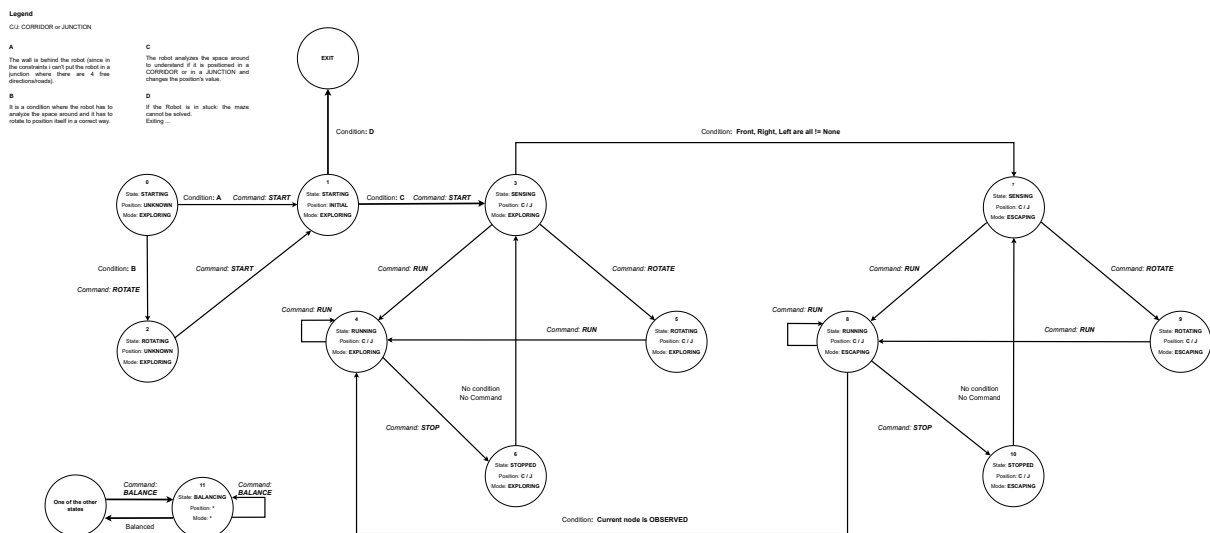 Legend
C/J: CORRIDOR or JUNCTION
A
The wall is behind the robot (since in
the constraints i can't put the robot in a
junction where there are 4 free
directions/roads).
B
It is a condition where the robot has to
analyze the space around and it has to
rotate to position itself in a correct way.
C
The robot analyzes the space around
to understand if it is positioned in a
CORRIDOR or in a JUNCTION and
changes the position's value.
D
If the Robot is in stuck: the maze
cannot be solved.
Exiting ...
EXIT
Condition: D
Condition: Front, Right, Left are all != None
0
State: STARTING
Position: UNKNOWN
Mode: EXPLORING
Condition: A
Command: START
1
State: STARTING
Position: INITIAL
Mode: EXPLORING
Condition: C
Command: START
3
State: SENSING
Position: C / J
Mode: EXPLORING
7
State: SENSING
Position: C / J
Mode: ESCAPING
Condition: B
Command: ROTATE
Command: START
Command: RUN
Command: ROTATE
Command: RUN
Command: ROTATE
2
State: ROTATING
Position: UNKNOWN
Mode: EXPLORING
Command: RUN
4
State: RUNNING
Position: C / J
Mode: EXPLORING
Command: RUN
5
State: ROTATING
Position: C / J
Mode: EXPLORING
Command: RUN
8
State: RUNNING
Position: C / J
Mode: ESCAPING
Command: RUN
9
State: ROTATING
Position: C / J
Mode: ESCAPING
No condition
No Command
Command: STOP
No condition
No Command
Command: STOP
6
State: STOPPED
Position: C / J
Mode: EXPLORING
10
State: STOPPED
Position: C / J
Mode: ESCAPING
One of the other
states
Command:
BALANCE
Balanced
11
State: BALANCING
Position: *
Mode: *
Command:
BALANCE
Condition: Current node is OBSERVED